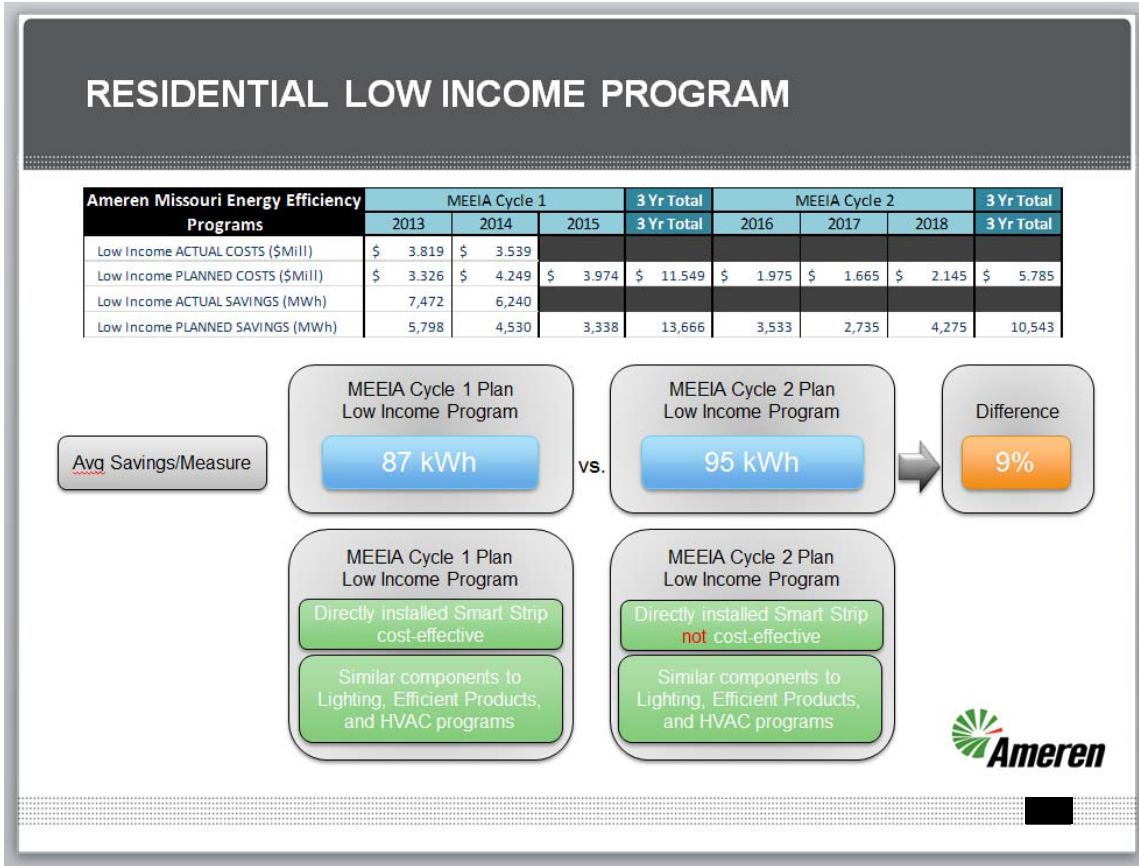 RESIDENTIAL LOW INCOME PROGRAM
Ameren Missouri Energy Efficiency Programs MEEIA Cycle 1 3 Yr Total MEEIA Cycle 2 3 Yr Total
2013 2014 2015 3 Yr Total 2016 2017 2018 3 Yr Total
Low Income ACTUAL COSTS ($Mill) $ 3.819 $ 3.539
Low Income PLANNED COSTS ($Mill) $ 3.326 $ 4.249 $ 3.974 $ 11.549 $ 1.975 $ 1.665 $ 2.145 $ 5.785
Low Income ACTUAL SAVINGS (MWh) 7,472 6,240
Low Income PLANNED SAVINGS (MWh) 5,798 4,530 3,338 13,666 3,533 2,735 4,275 10,543
Avg Savings/Measure
MEEIA Cycle 1 Plan
Low Income Program
87 kWh
vs.
MEEIA Cycle 2 Plan
Low Income Program
95 kWh
Difference
9%
MEEIA Cycle 1 Plan
Low Income Program
Directly installed Smart Strip
cost-effective
Similar components to
Lighting, Efficient Products,
and HVAC programs
MEEIA Cycle 2 Plan
Low Income Program
Directly installed Smart Strip
not cost-effective
Similar components to
Lighting, Efficient Products,
and HVAC programs
Ameren